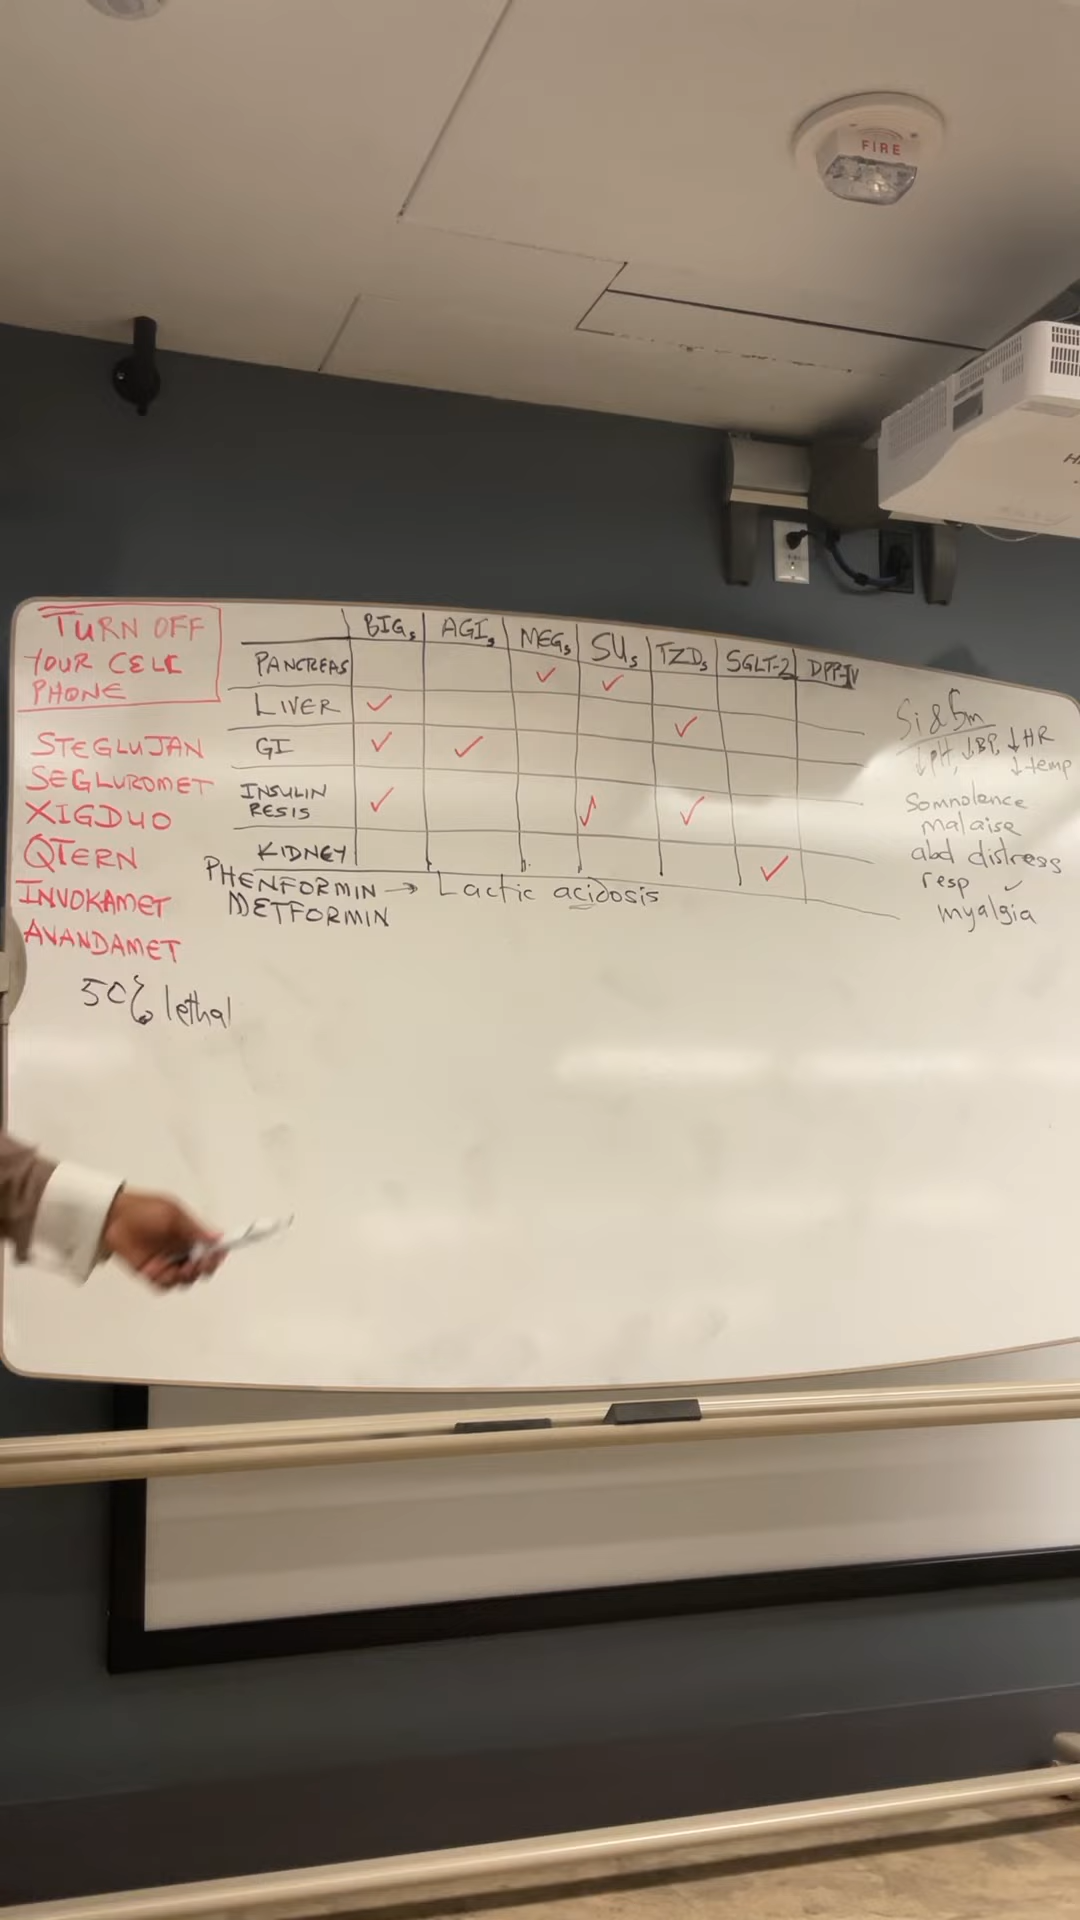 FIRE
TURN OFF
YOUR CELL
PHONE
STEGLUJAN
SEGLUROMET
XIGDUO
QTERN
INVOKAMET
AVANDAMET
50% lethal
BIGs AGIs MEGs SUs TZDs SGLT-2 DPP-IV
PANCREAS ✓ ✓
LIVER ✓ ✓
GI ✓ ✓
INSULIN
RESIS ✓ ✓ ✓
KIDNEY ✓
PHENFORMIN → Lactic acidosis
METFORMIN
Si & Sm
↓pH, ↓BP, ↓HR
↓temp
Somnolence
malaise
abd distress
resp ✓
myalgia